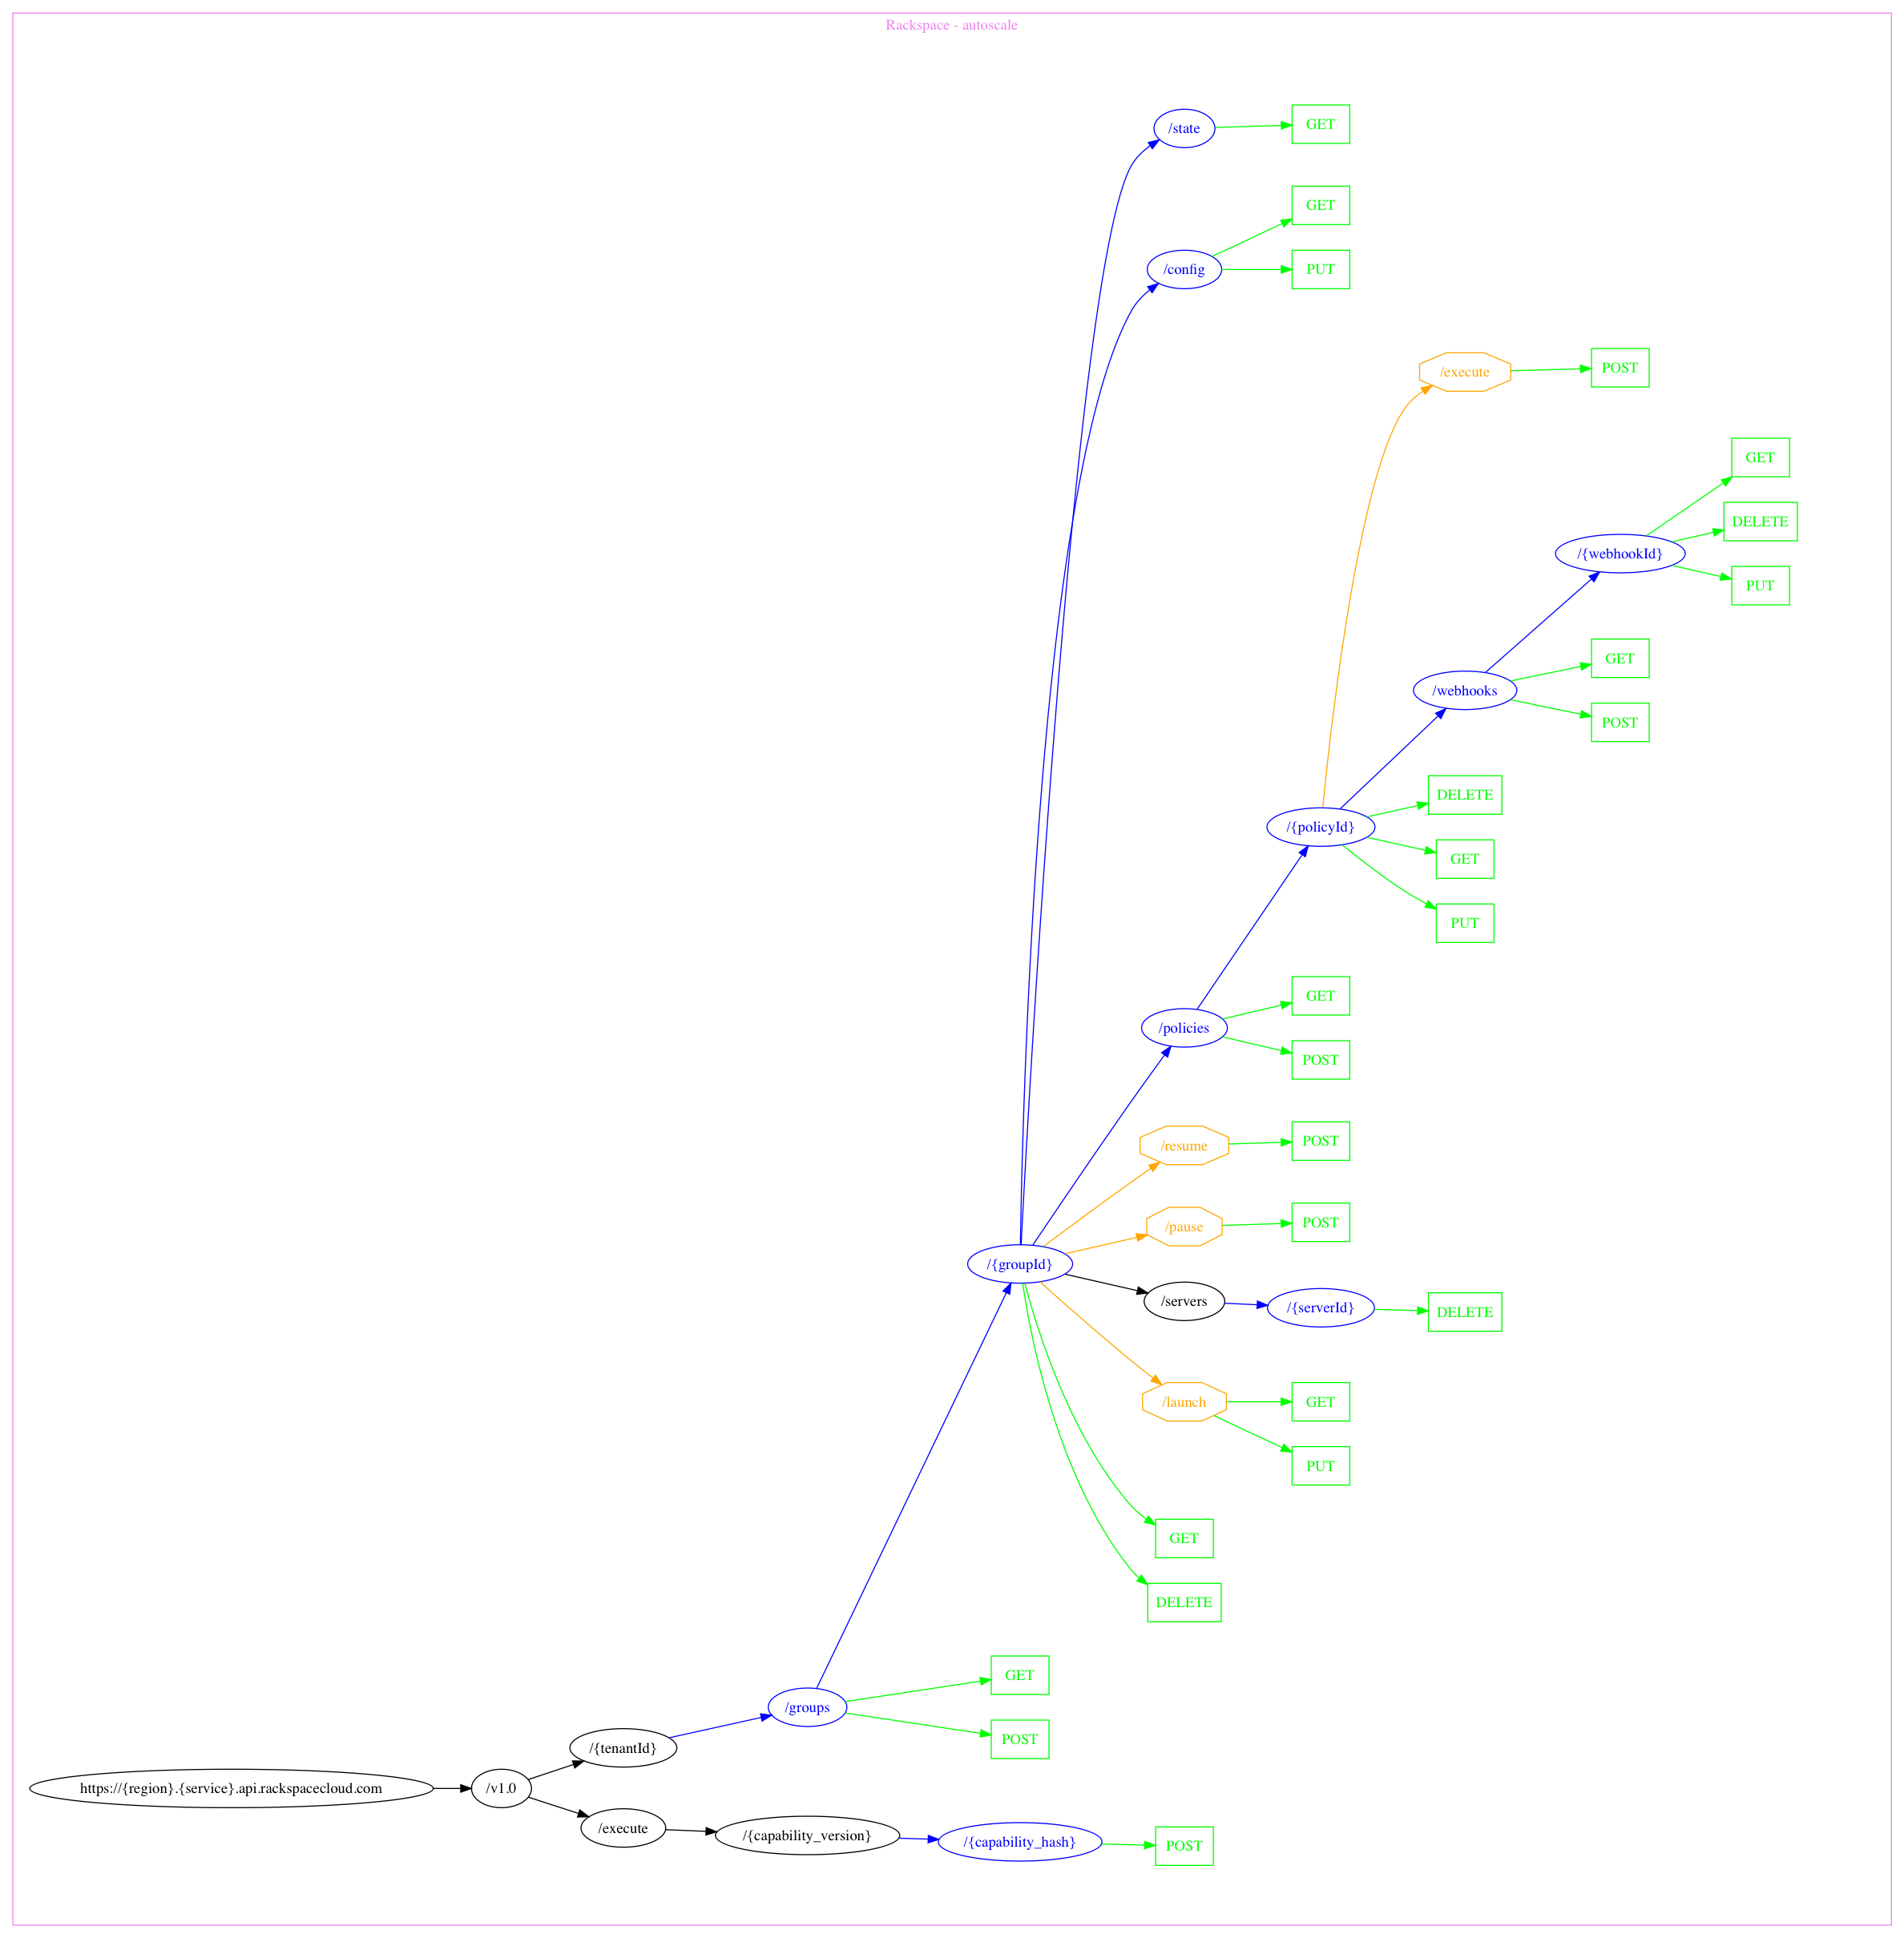 Rackspace - autoscale
/state
GET
GET
/config
PUT
/execute
POST
GET
DELETE
/{webhookId}
PUT
GET
/webhooks
POST
DELETE
/{policyId}
GET
PUT
GET
/policies
POST
/resume
POST
/pause
POST
/{groupId}
/servers
/{serverId}
DELETE
/launch
GET
PUT
GET
DELETE
GET
/groups
POST
/{tenantId}
https://{region}.{service}.api.rackspacecloud.com
/v1.0
/execute
/{capability_version}
/{capability_hash}
POST